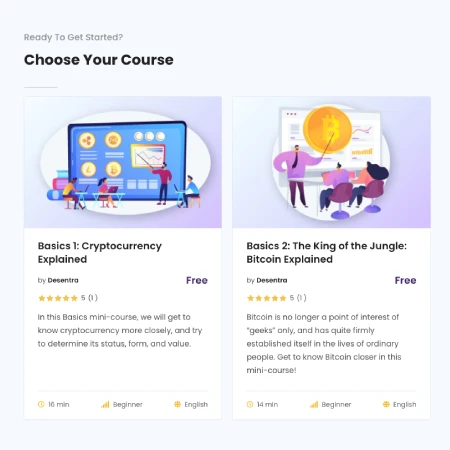 Ready To Get Started?
Choose Your Course
Basics 1: Cryptocurrency
Explained
by Desentra
Free
5 (1)
In this Basics mini-course, we will get to
know cryptocurrency more closely, and try
to determine its status, form, and value.
16 min
Beginner
English
Basics 2: The King of the Jungle:
Bitcoin Explained
by Desentra
Free
5 (1)
Bitcoin is no longer a point of interest of
"geeks" only, and has quite firmly
established itself in the lives of ordinary
people. Get to know Bitcoin closer in this
mini-course!
14 min
Beginner
English